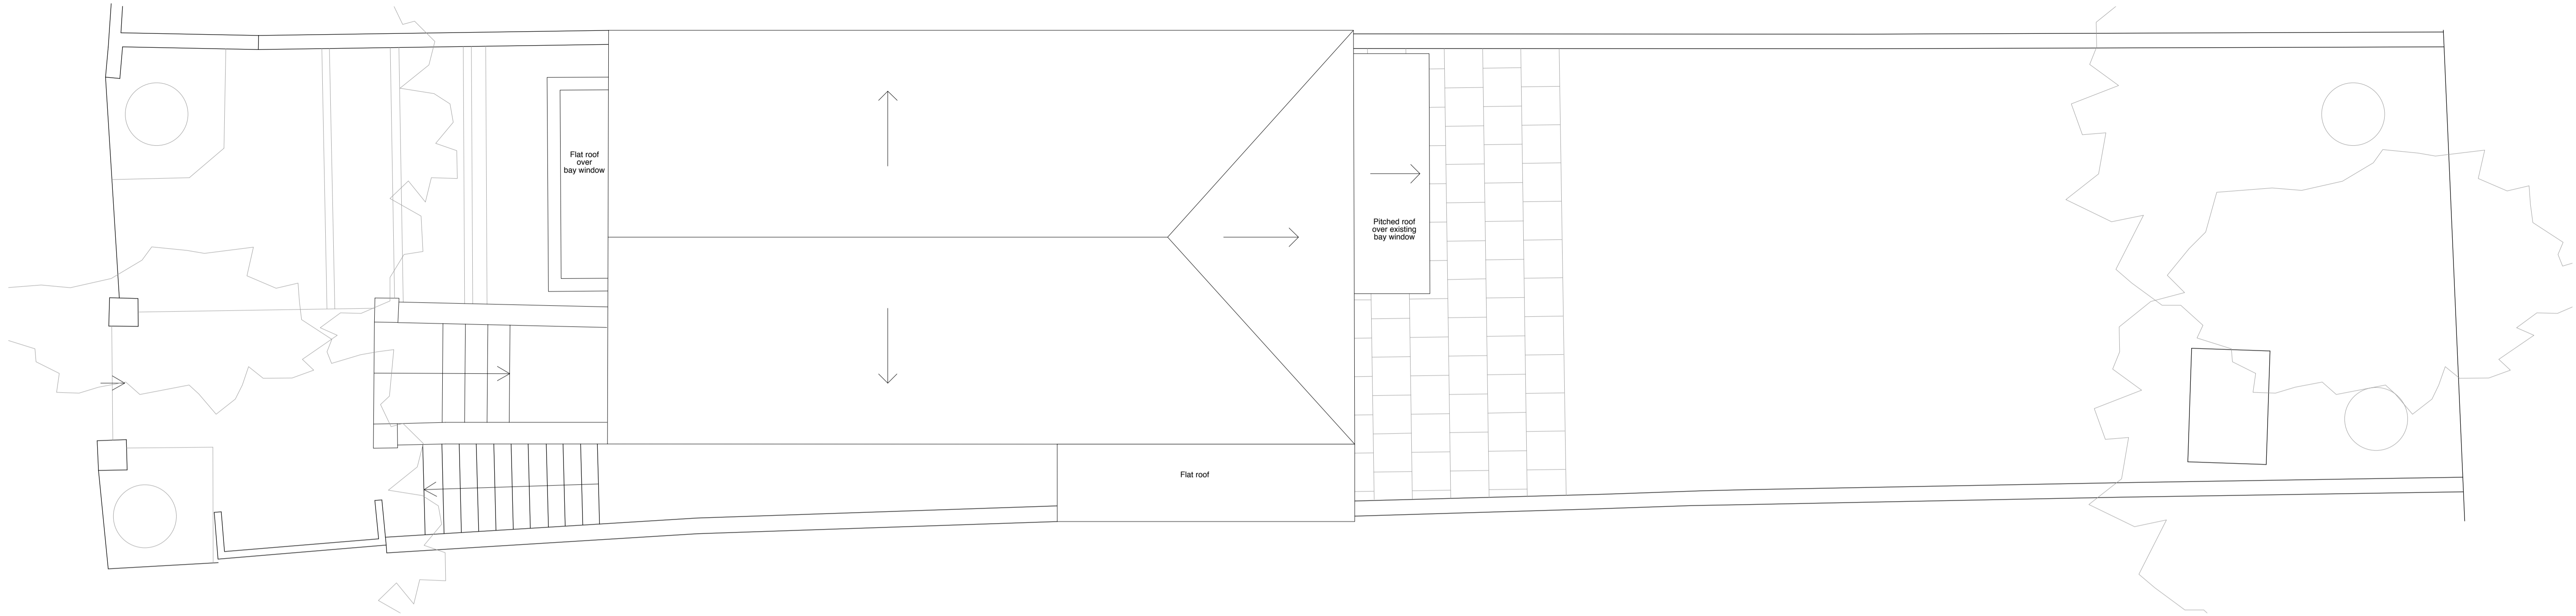 Flat roof
over
bay window
Pitched roof
over existing
bay window
Flat roof